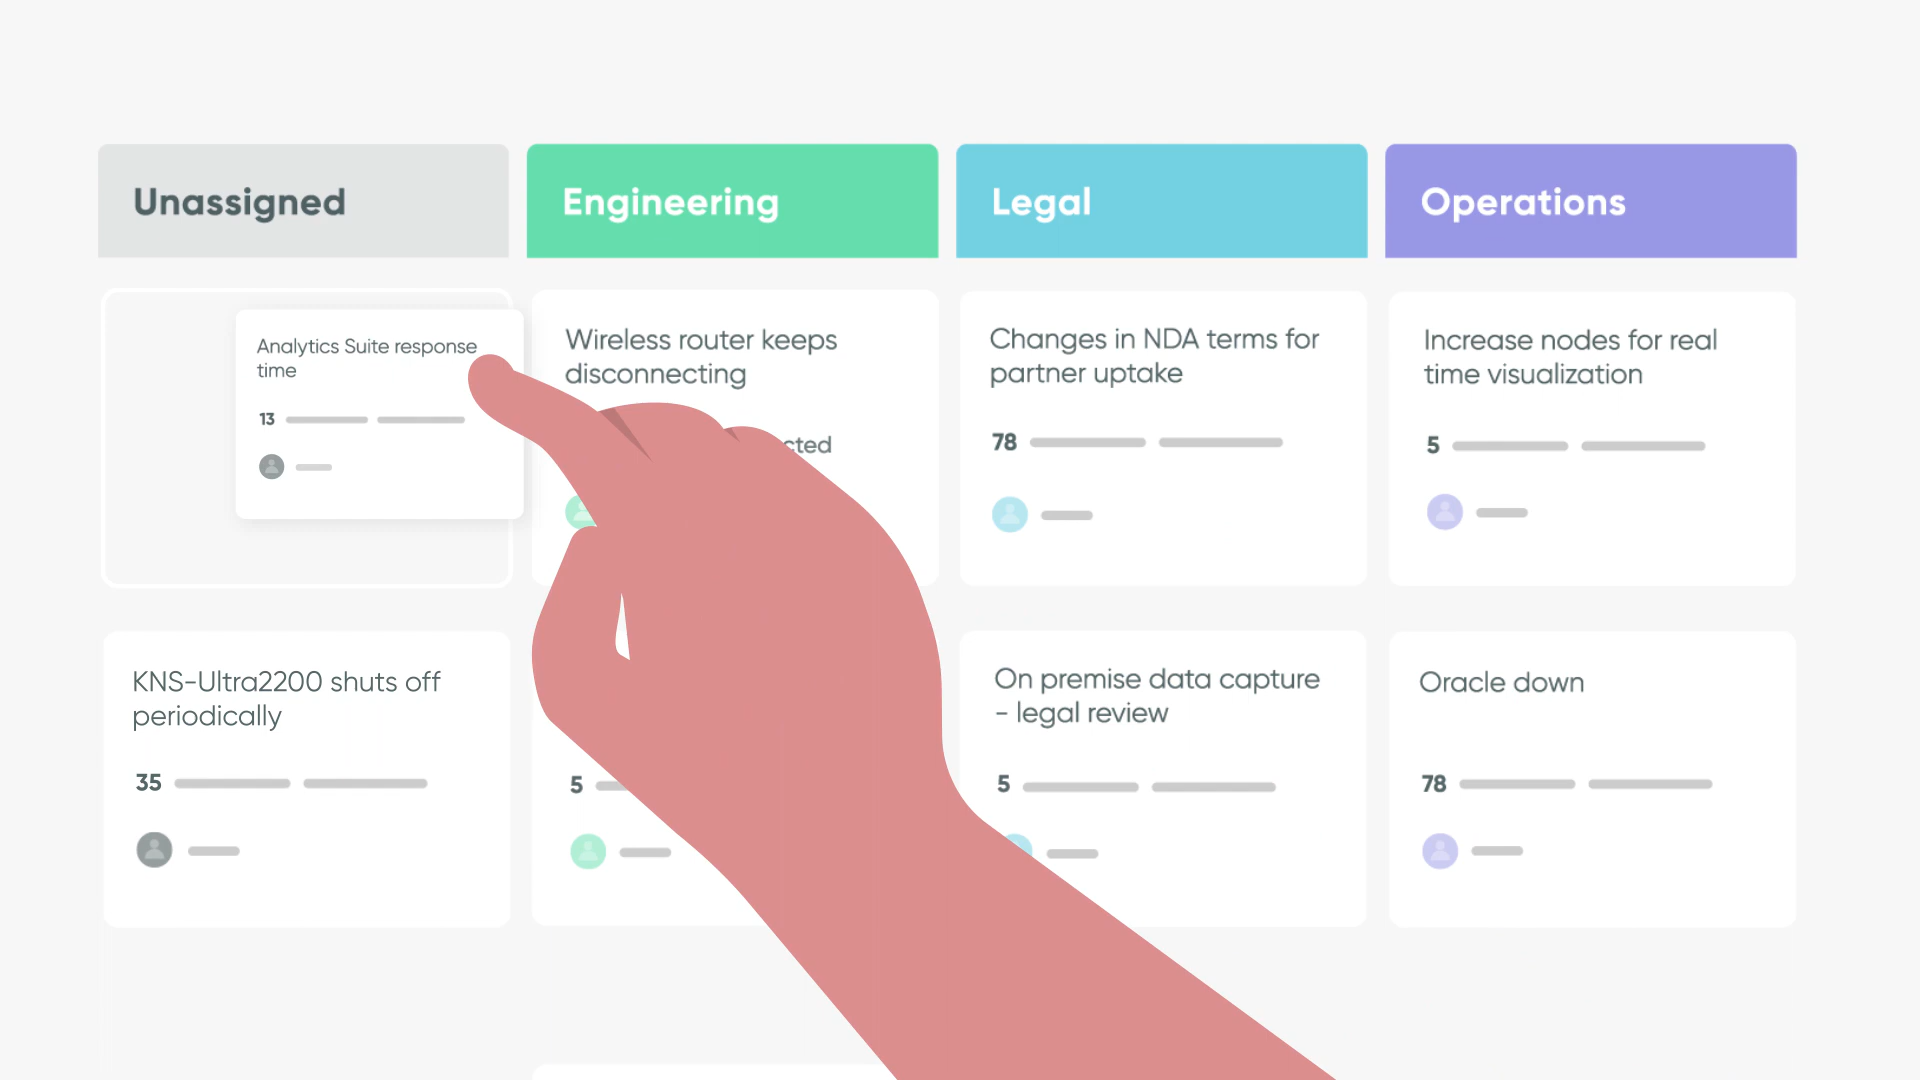 Unassigned
Engineering
Legal
Operations
Analytics Suite response
time
13
Wireless router keeps
disconnecting
Changes in NDA terms for
partner uptake
78
Increase nodes for real
time visualization
5
KNS-Ultra2200 shuts off
periodically
35
5
On premise data capture
- legal review
5
Oracle down
78